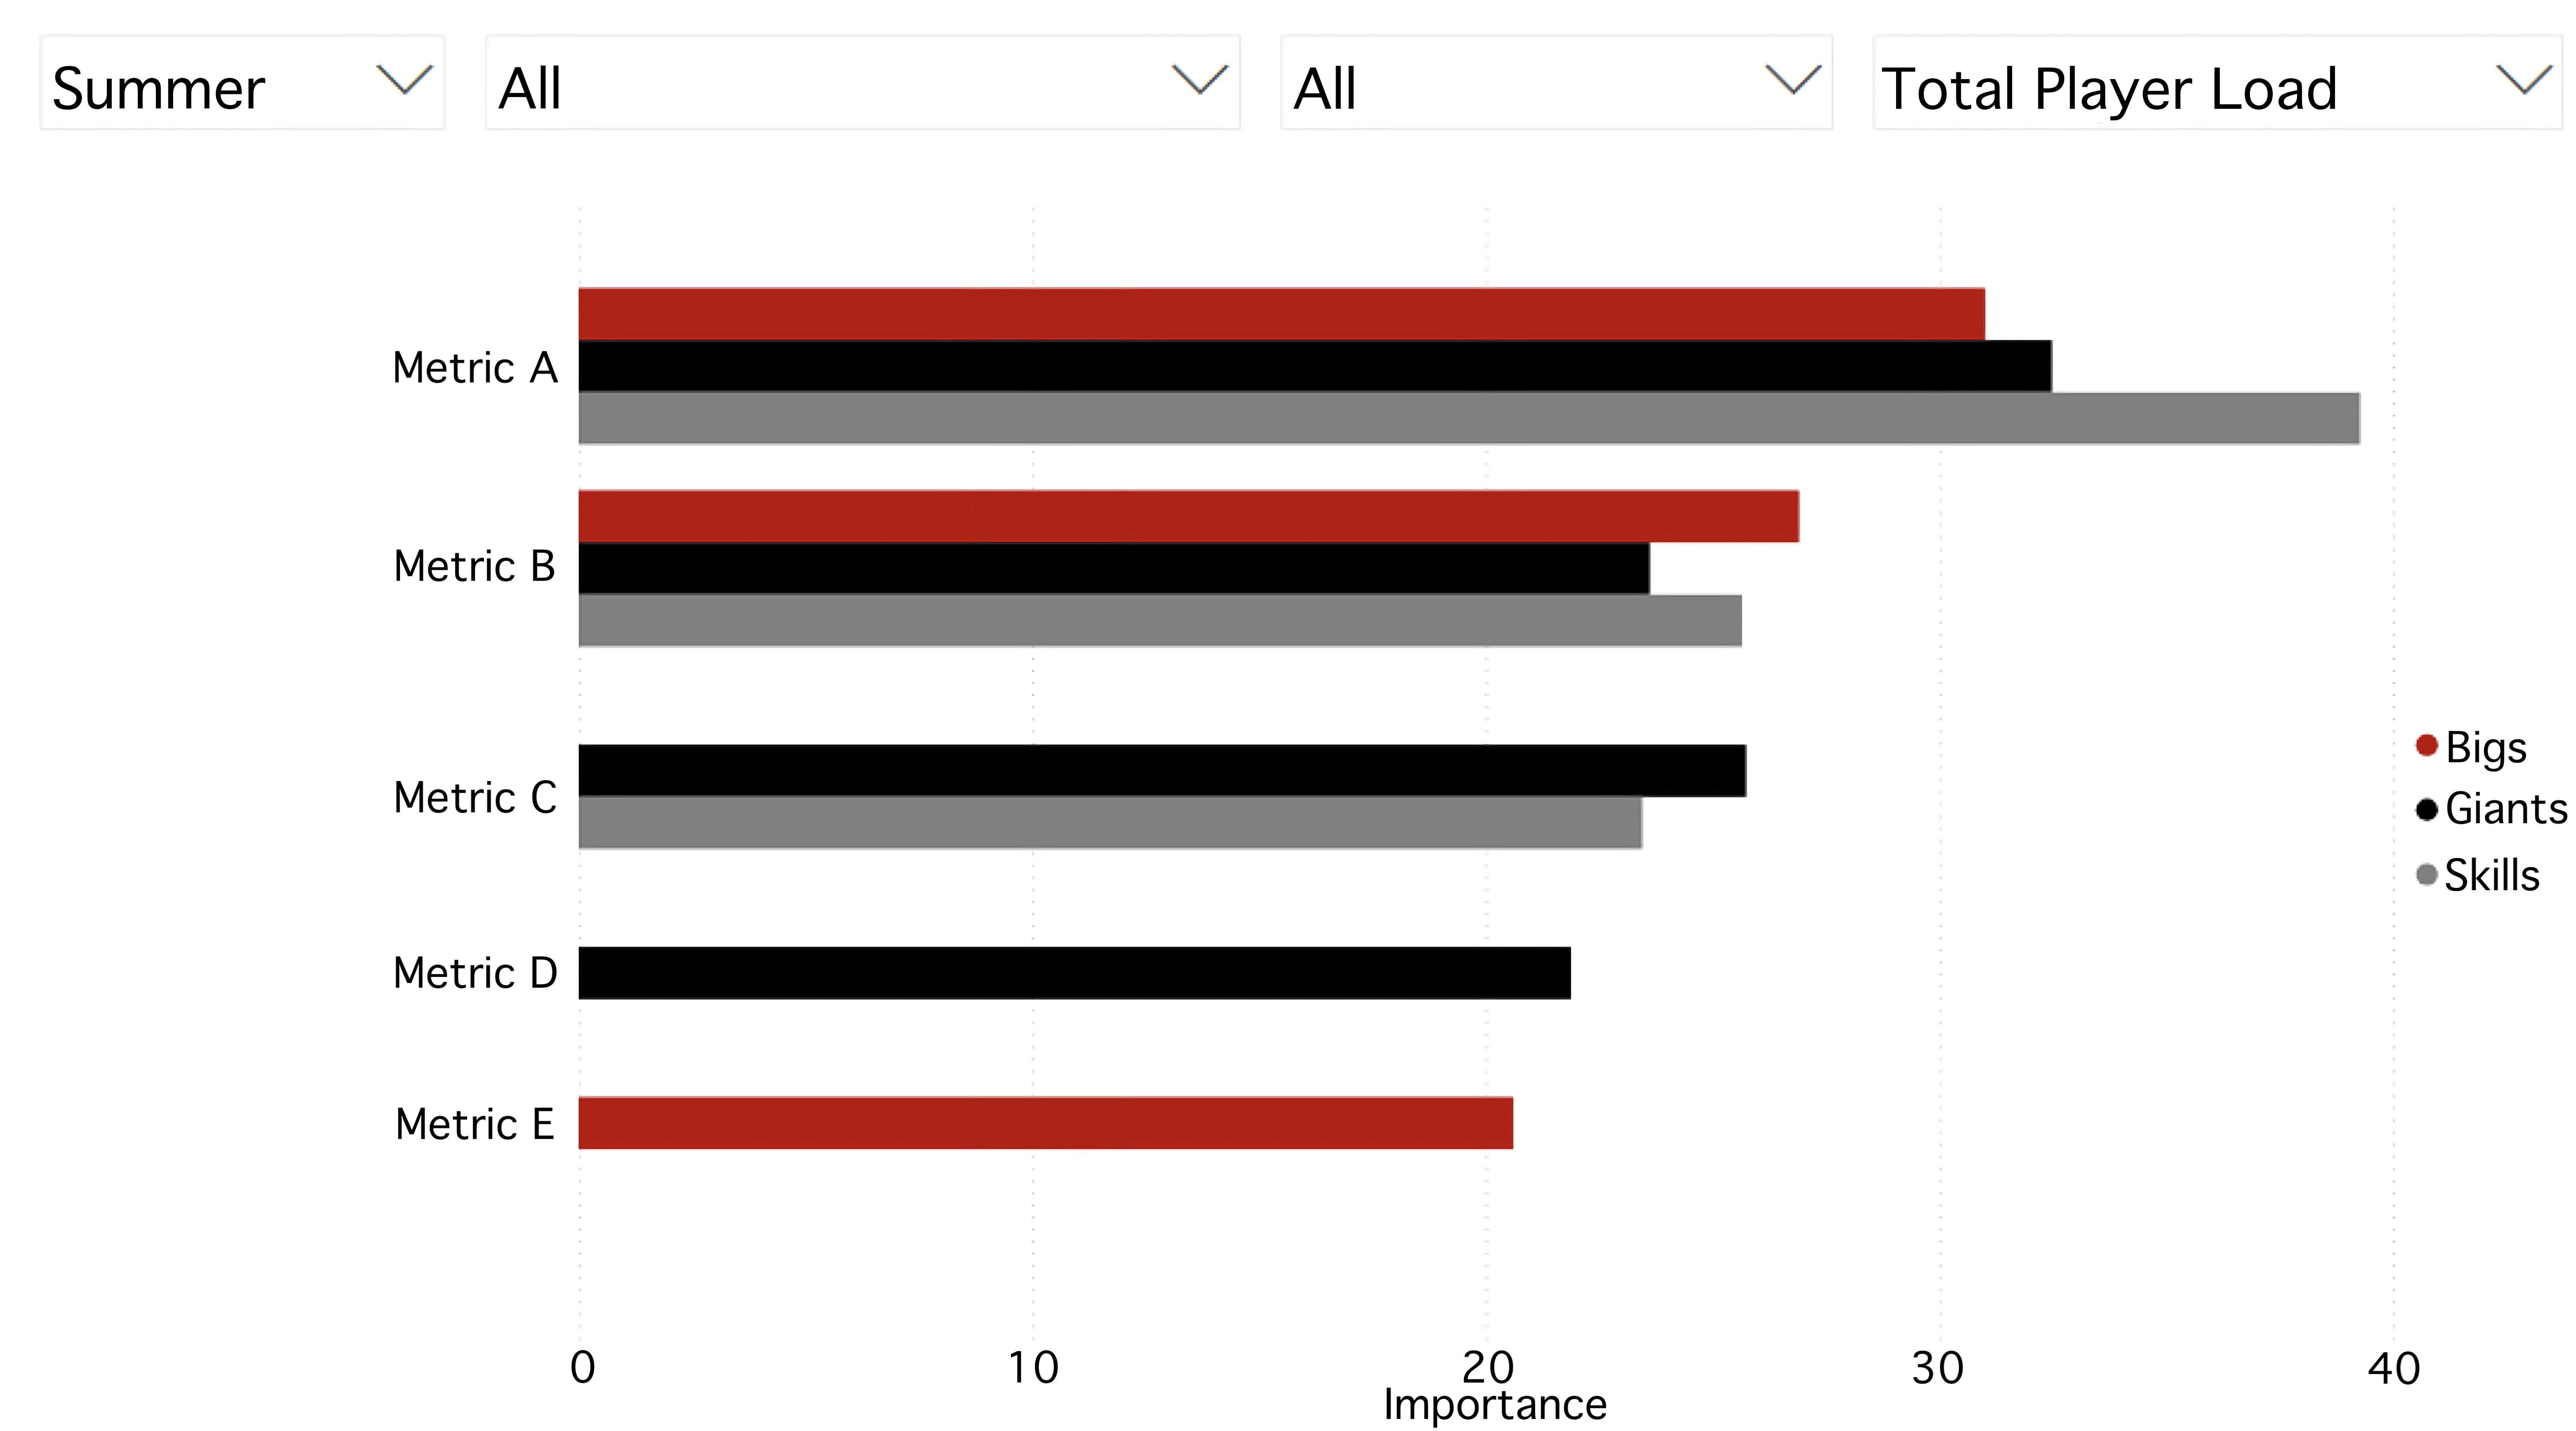 Summer
All
All
Total Player Load
Metric A
Metric B
Metric C
Metric D
Metric E
Bigs
Giants
Skills
0 10 20 30 40
Importance